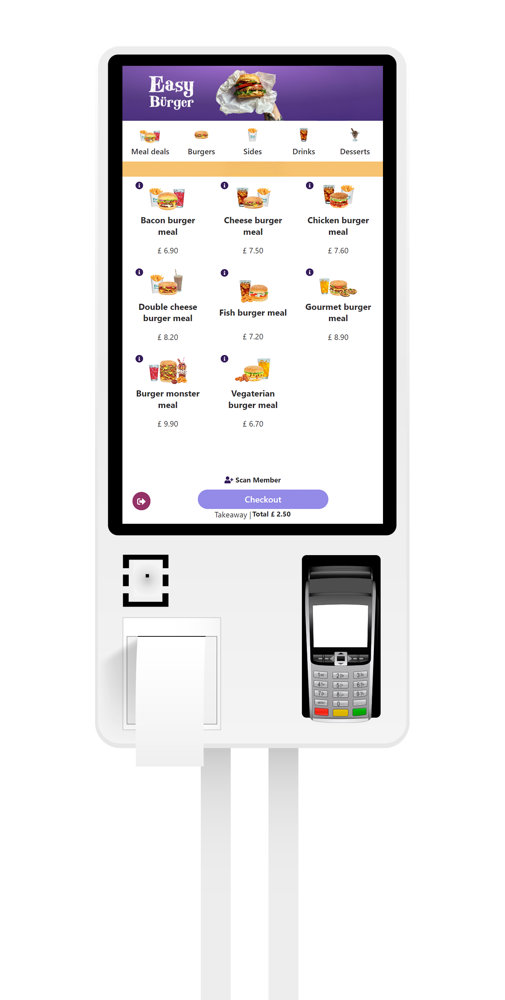 Easy
Bürger
Meal deals
Burgers
Sides
Drinks
Desserts
Bacon burger
meal
£ 6.90
Cheese burger
meal
£ 7.50
Chicken burger
meal
£ 7.60
Double cheese
burger meal
£ 8.20
Fish burger meal
£ 7.20
Gourmet burger
meal
£ 8.90
Burger monster
meal
£ 9.90
Vegaterian
burger meal
£ 6.70
Scan Member
Checkout
Takeaway | Total £ 2.50
1 2 3
4 5 6
7 8 9
MENU 0 .